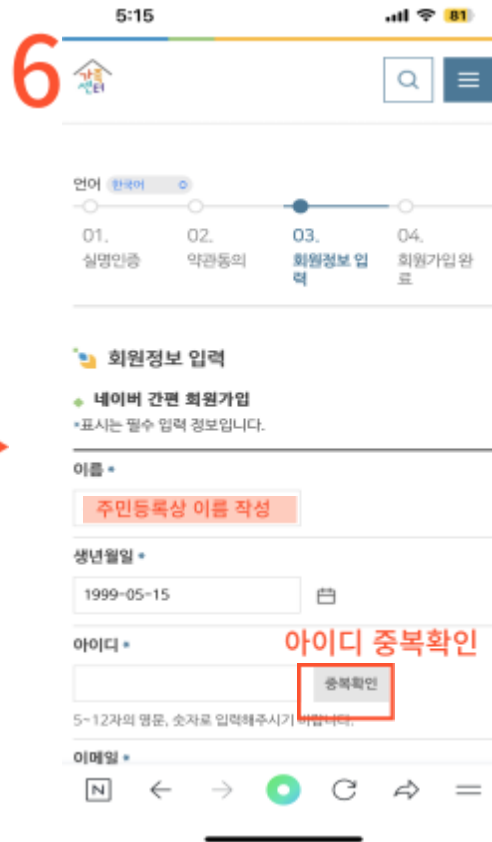 5:15
81
6
가족
센터
언어 한국어
01.
실명인증
02.
약관동의
03.
회원정보 입
력
04.
회원가입 완
료
회원정보 입력
네이버 간편 회원가입
*표시는 필수 입력 정보입니다.
이름 *
주민등록상 이름 작성
생년월일 *
1999-05-15
아이디 중복확인
아이디 *
중복확인
5~12자의 영문, 숫자로 입력해주시기 바랍니다.
이메일 *
N